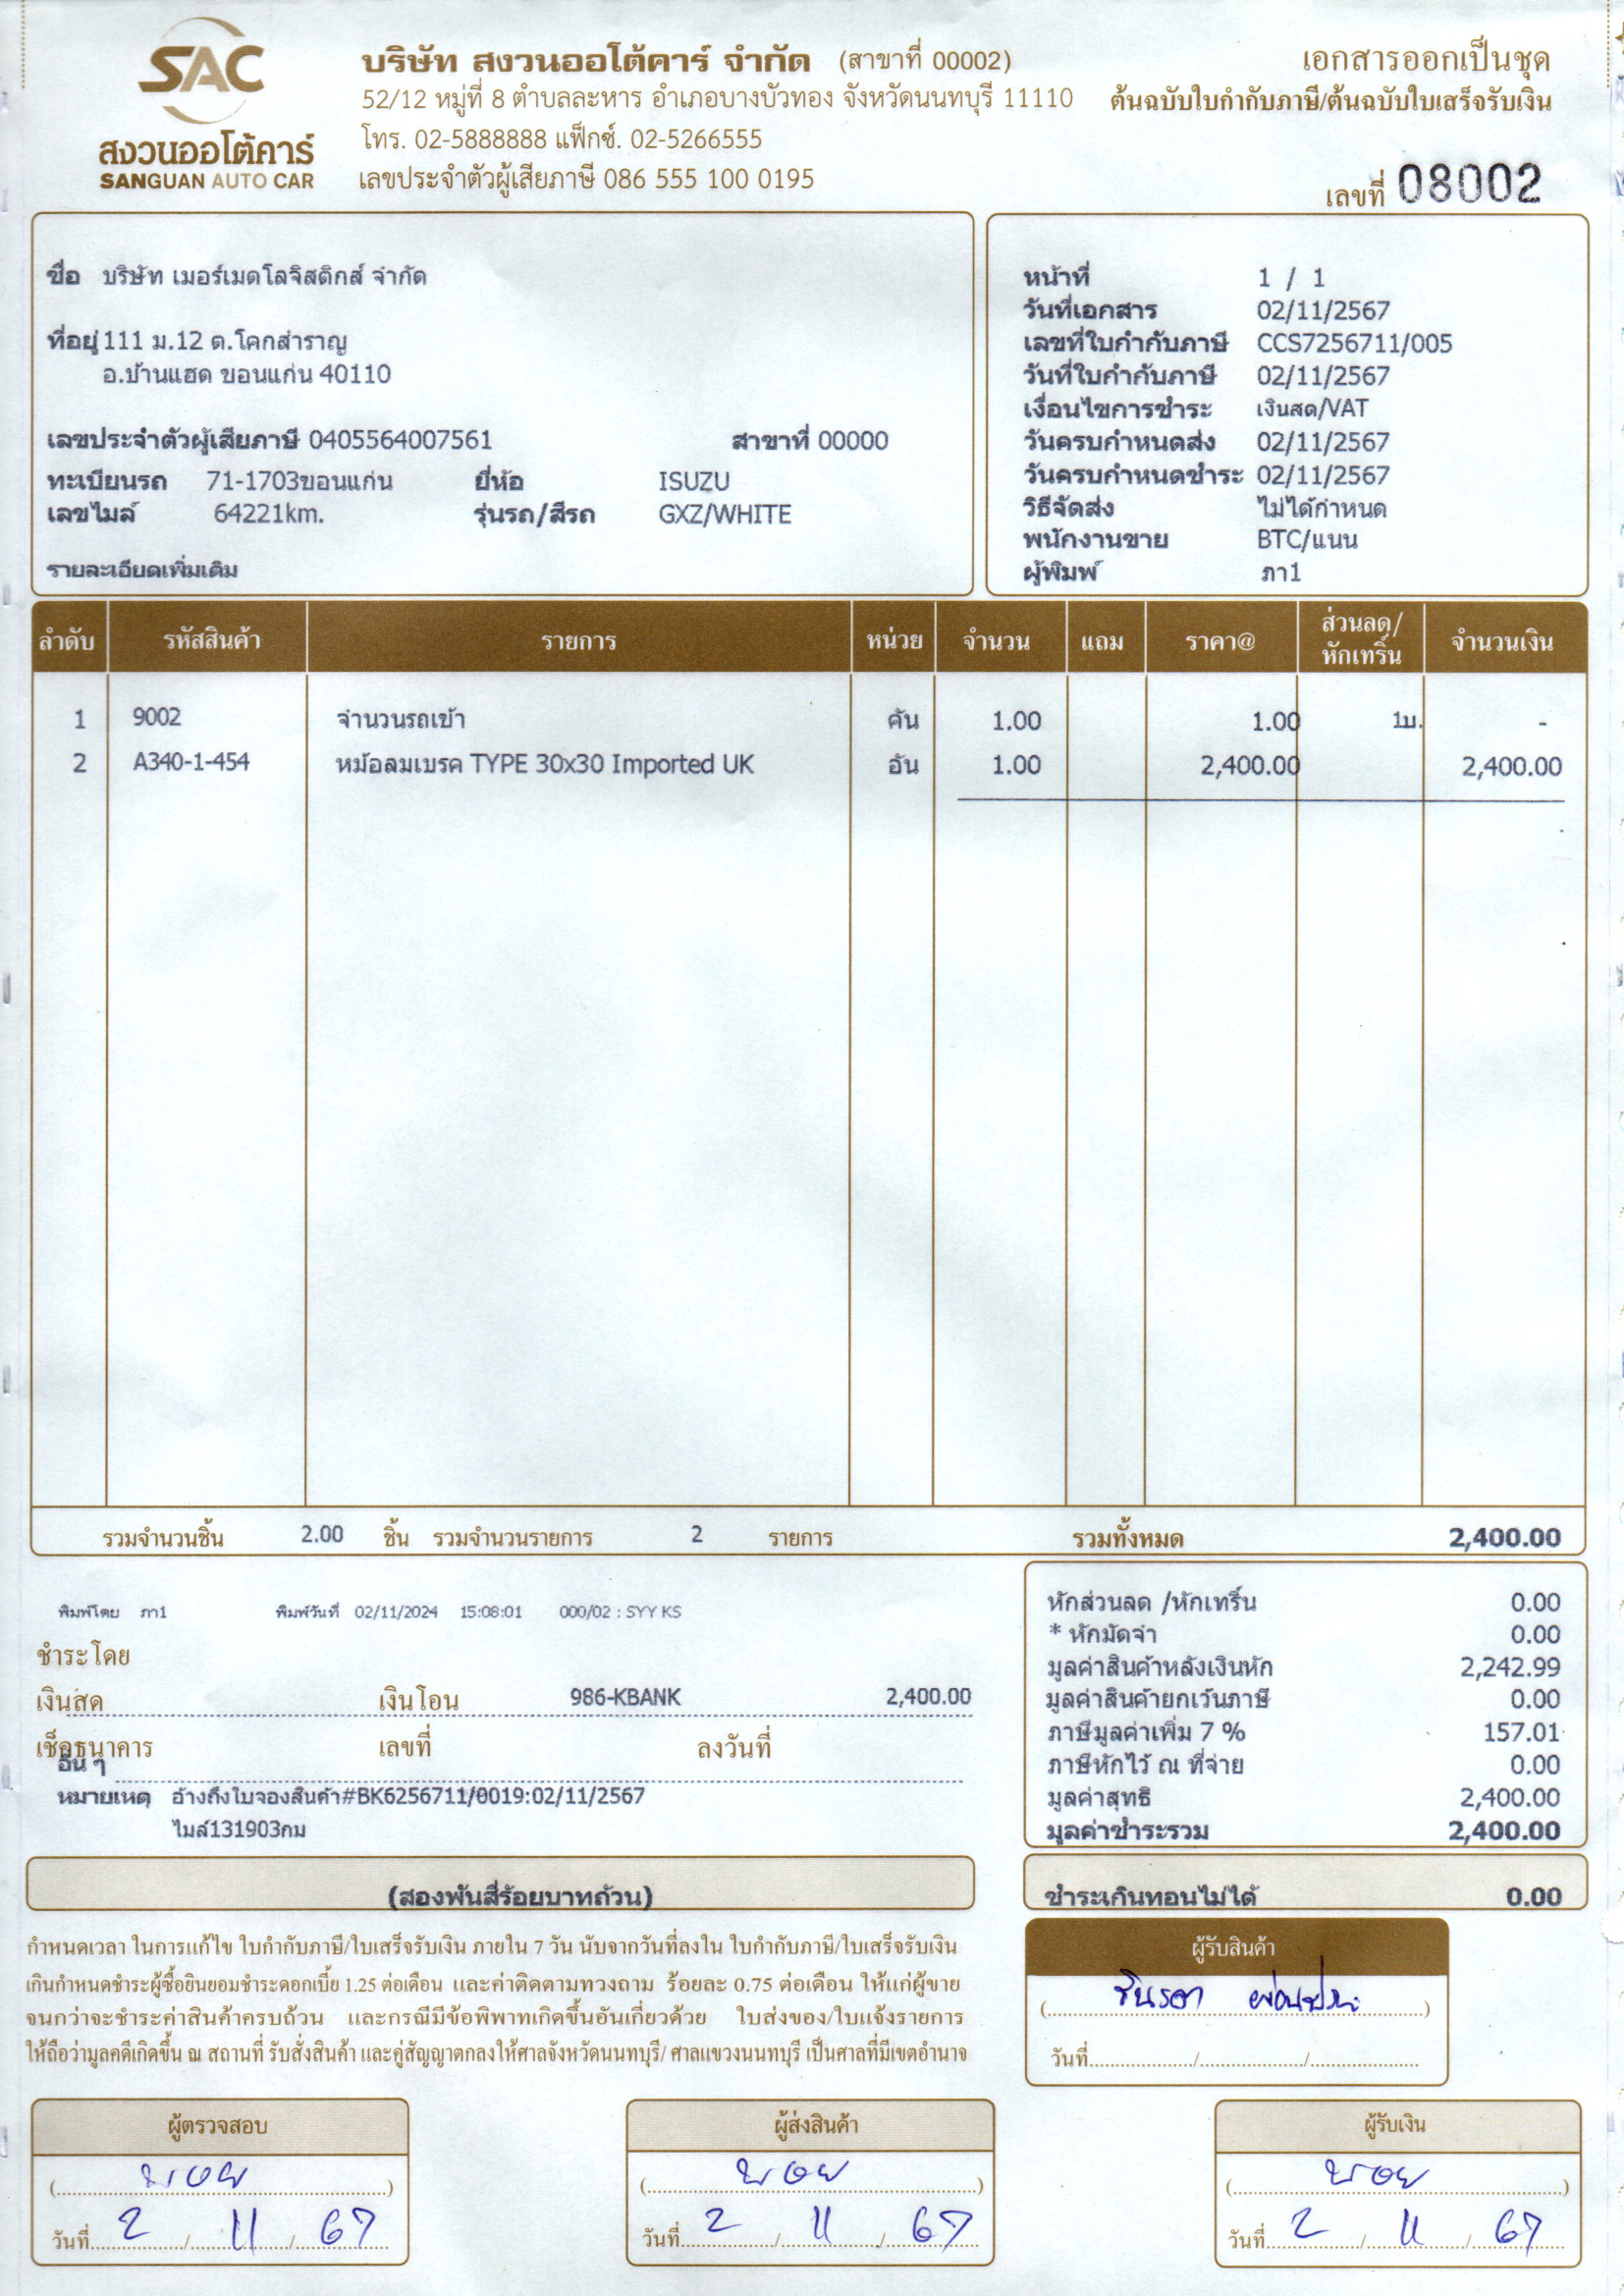 SAC
สงวนออโต้คาร์
SANGUAN AUTO CAR
บริษัท สงวนออโต้คาร์ จำกัด (สาขาที่ 00002)
52/12 หมู่ที่ 8 ตำบลละหาร อำเภอบางบัวทอง จังหวัดนนทบุรี 11110
โทร. 02-5888888 แฟ็กซ์. 02-5266555
เลขประจำตัวผู้เสียภาษี 086 555 100 0195
เอกสารออกเป็นชุด
ต้นฉบับใบกำกับภาษี/ต้นฉบับใบเสร็จรับเงิน
เลขที่ 08002
ชื่อ บริษัท เมอร์เมดโลจิสติกส์ จำกัด
ที่อยู่ 111 ม.12 ต.โคกสำราญ
อ.บ้านแฮด ขอนแก่น 40110
เลขประจำตัวผู้เสียภาษี 0405564007561 สาขาที่ 00000
ทะเบียนรถ 71-1703ขอนแก่น ยี่ห้อ ISUZU
เลขไมล์ 64221km. รุ่นรถ/สีรถ GXZ/WHITE
รายละเอียดเพิ่มเติม
หน้าที่ 1 / 1
วันที่เอกสาร 02/11/2567
เลขที่ใบกำกับภาษี CCS7256711/005
วันที่ใบกำกับภาษี 02/11/2567
เงื่อนไขการชำระ เงินสด/VAT
วันครบกำหนดส่ง 02/11/2567
วันครบกำหนดชำระ 02/11/2567
วิธีจัดส่ง ไม่ได้กำหนด
พนักงานขาย BTC/แนน
ผู้พิมพ์ ภา1
ลำดับ รหัสสินค้า รายการ หน่วย จำนวน แถม ราคา@ ส่วนลด/หักเทริ์น จำนวนเงิน
1 9002 จำนวนรถเข้า คัน 1.00 1.00 1บ. -
2 A340-1-454 หม้อลมเบรค TYPE 30x30 Imported UK อัน 1.00 2,400.00 2,400.00
รวมจำนวนชิ้น 2.00 ชิ้น รวมจำนวนรายการ 2 รายการ รวมทั้งหมด 2,400.00
พิมพ์โดย ภา1 พิมพ์วันที่ 02/11/2024 15:08:01 000/02 : SYY KS
ชำระโดย
เงินสด เงินโอน 986-KBANK 2,400.00
เช็คธนาคาร เลขที่ ลงวันที่
อื่น ๆ
หมายเหตุ อ้างถึงใบจองสินค้า#BK6256711/0019:02/11/2567
ไมล์131903กม
หักส่วนลด /หักเทริ์น 0.00
* หักมัดจำ 0.00
มูลค่าสินค้าหลังเงินหัก 2,242.99
มูลค่าสินค้ายกเว้นภาษี 0.00
ภาษีมูลค่าเพิ่ม 7 % 157.01
ภาษีหักไว้ ณ ที่จ่าย 0.00
มูลค่าสุทธิ 2,400.00
มูลค่าชำระรวม 2,400.00
(สองพันสี่ร้อยบาทถ้วน)
ชำระเกินทอนไม่ได้ 0.00
กำหนดเวลา ในการแก้ไข ใบกำกับภาษี/ใบเสร็จรับเงิน ภายใน 7 วัน นับจากวันที่ลงใน ใบกำกับภาษี/ใบเสร็จรับเงิน
เกินกำหนดชำระผู้ซื้อยินยอมชำระดอกเบี้ย 1.25 ต่อเดือน และค่าติดตามทวงถาม ร้อยละ 0.75 ต่อเดือน ให้แก่ผู้ขาย
จนกว่าจะชำระค่าสินค้าครบถ้วน และกรณีมีข้อพิพาทเกิดขึ้นอันเกี่ยวด้วย ใบส่งของ/ใบแจ้งรายการ
ให้ถือว่ามูลคดีเกิดขึ้น ณ สถานที่ รับสั่งสินค้า และคู่สัญญาตกลงให้ศาลจังหวัดนนทบุรี/ ศาลแขวงนนทบุรี เป็นศาลที่มีเขตอำนาจ
ผู้รับสินค้า
วันที่
ผู้ตรวจสอบ
วันที่ 2 / 11 / 67
ผู้ส่งสินค้า
วันที่ 2 / 11 / 67
ผู้รับเงิน
วันที่ 2 / 11 / 67